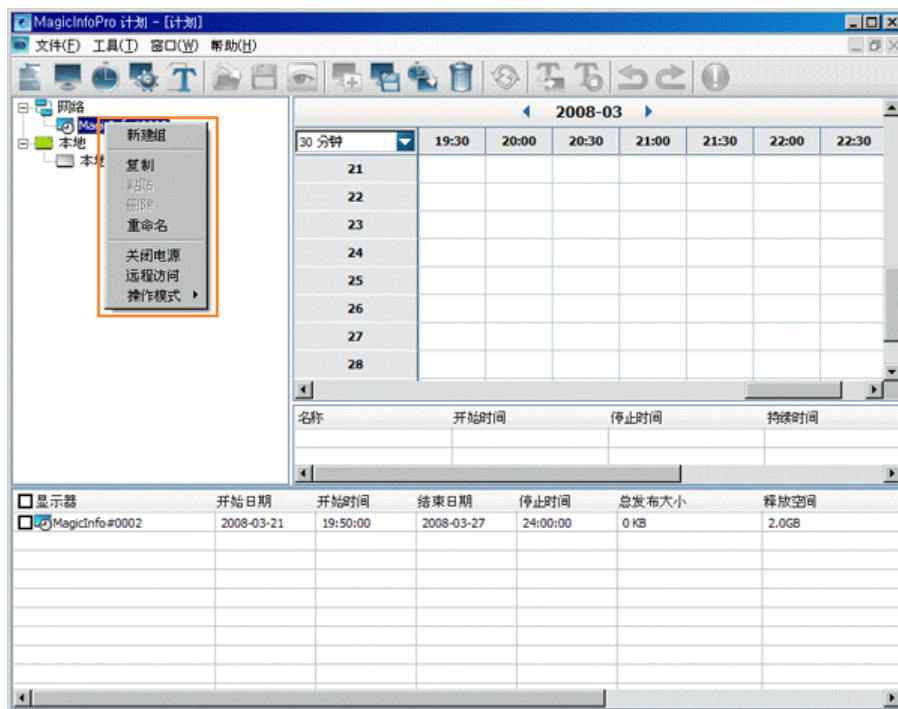 MagicInfoPro 计划 - [计划]
文件(F) 工具(T) 窗口(W) 帮助(H)
网络
本地
本地
新建组
复制
粘贴
删除
重命名
关闭电源
远程访问
操作模式
2008-03
30 分钟 19:30 20:00 20:30 21:00 21:30 22:00 22:30
21
22
23
24
25
26
27
28
名称 开始时间 停止时间 持续时间
显示器 开始日期 开始时间 结束日期 停止时间 总发布大小 释放空间
MagicInfo#0002 2008-03-21 19:50:00 2008-03-27 24:00:00 0 KB 2.0GB